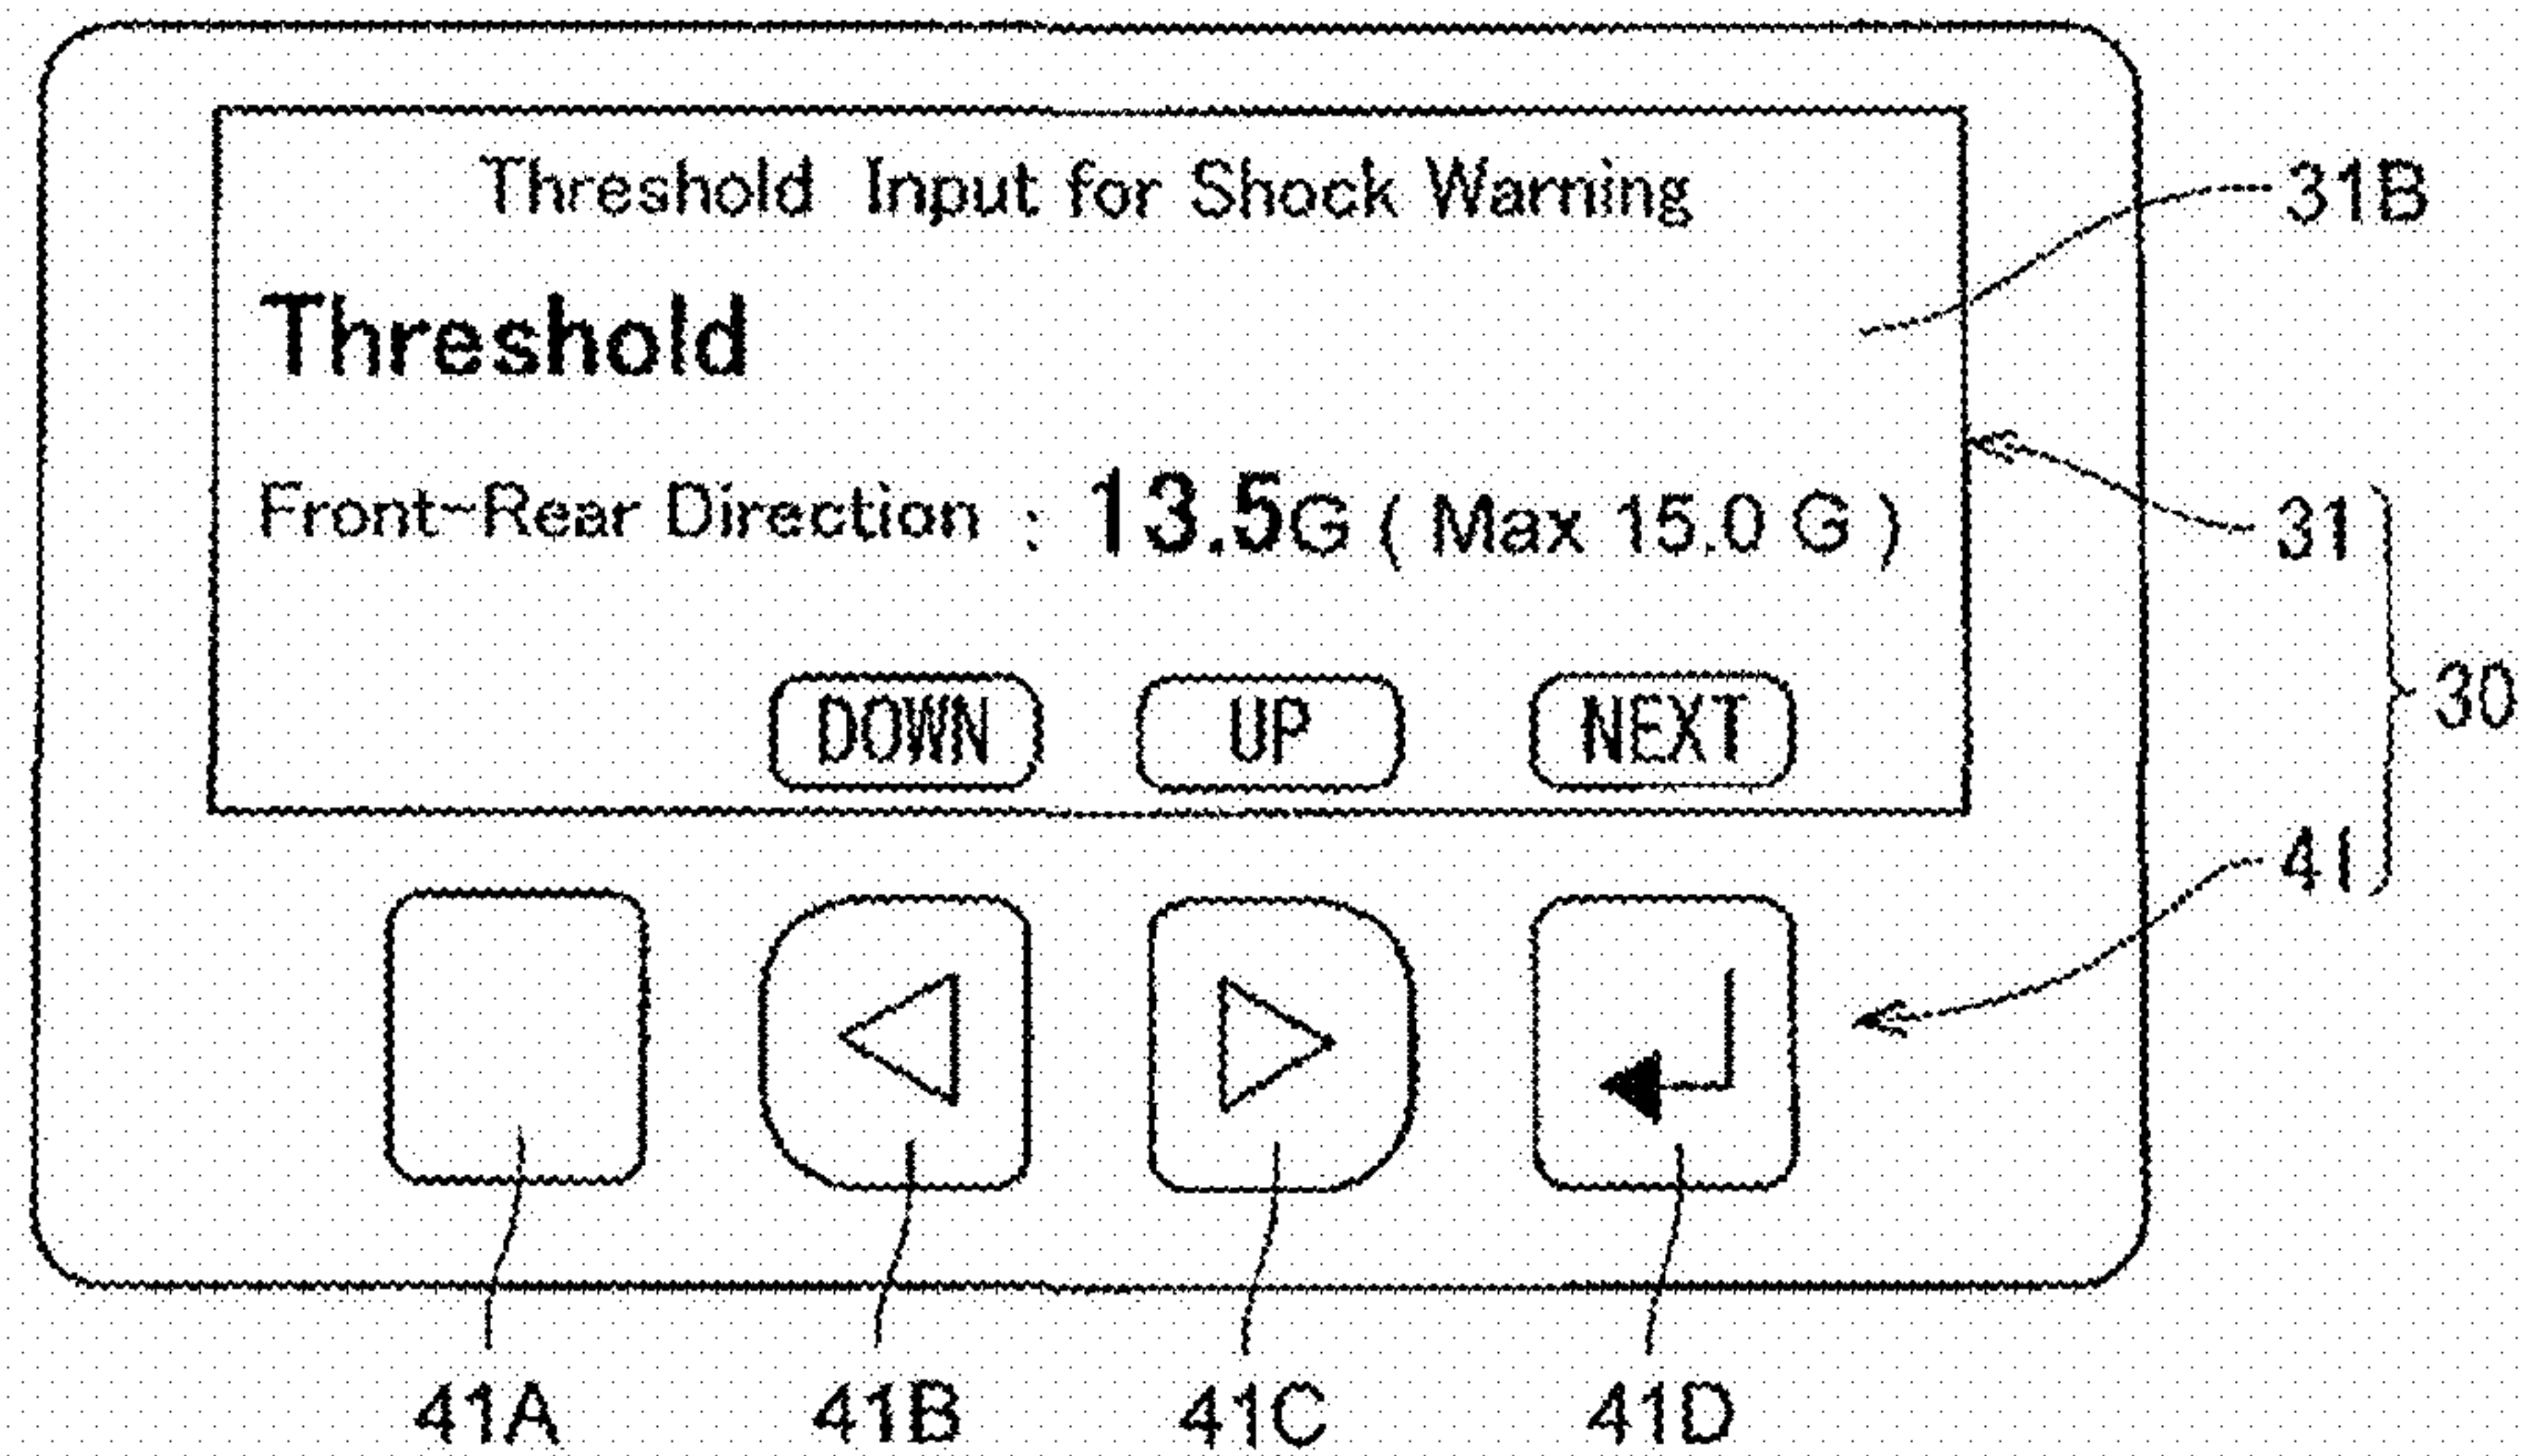 Threshold Input for Shock Warning
31B
Threshold
Front-Rear Direction : 13.5G ( Max 15.0 G )
31
30
DOWN UP NEXT
41
41A 41B 41C 41D